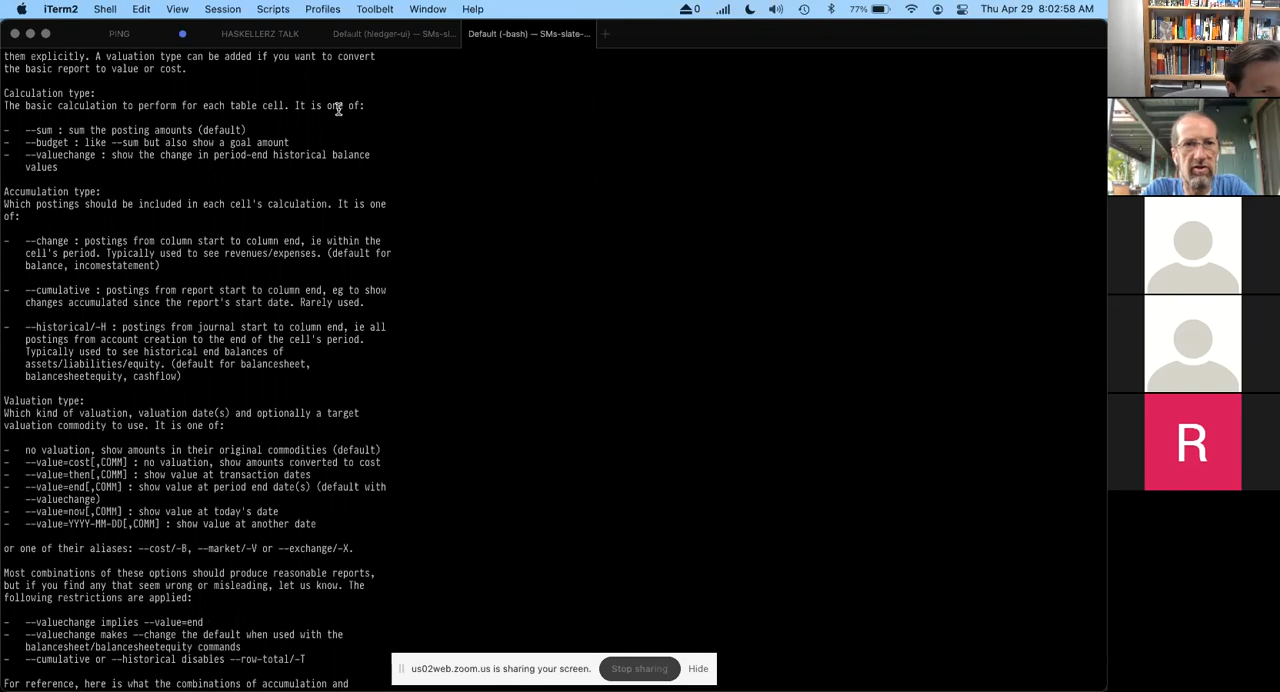 iTerm2 Shell Edit View Session Scripts Profiles Toolbelt Window Help 0 77% Thu Apr 29 8:02:58 AM
PING HASKELLERZ TALK Default (hledger-ui) — SMs-sl... Default (-bash) — SMs-slate-...
them explicitly. A valuation type can be added if you want to convert
the basic report to value or cost.
Calculation type:
The basic calculation to perform for each table cell. It is one of:
- --sum : sum the posting amounts (default)
- --budget : like --sum but also show a goal amount
- --valuechange : show the change in period-end historical balance
values
Accumulation type:
Which postings should be included in each cell's calculation. It is one
of:
- --change : postings from column start to column end, ie within the
cell's period. Typically used to see revenues/expenses. (default for
balance, incomestatement)
- --cumulative : postings from report start to column end, eg to show
changes accumulated since the report's start date. Rarely used.
- --historical/-H : postings from journal start to column end, ie all
postings from account creation to the end of the cell's period.
Typically used to see historical end balances of
assets/liabilities/equity. (default for balancesheet,
balancesheetequity, cashflow)
Valuation type:
Which kind of valuation, valuation date(s) and optionally a target
valuation commodity to use. It is one of:
- no valuation, show amounts in their original commodities (default)
- --value=cost[,COMM] : no valuation, show amounts converted to cost
- --value=then[,COMM] : show value at transaction dates
- --value=end[,COMM] : show value at period end date(s) (default with
--valuechange)
- --value=now[,COMM] : show value at today's date
- --value=YYYY-MM-DD[,COMM] : show value at another date
or one of their aliases: --cost/-B, --market/-V or --exchange/-X.
Most combinations of these options should produce reasonable reports,
but if you find any that seem wrong or misleading, let us know. The
following restrictions are applied:
- --valuechange implies --value=end
- --valuechange makes --change the default when used with the
balancesheet/balancesheetequity commands
- --cumulative or --historical disables --row-total/-T
For reference, here is what the combinations of accumulation and
us02web.zoom.us is sharing your screen. Stop sharing Hide
R